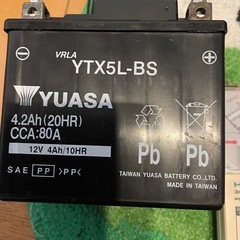 VRLA
YTX5L-BS
YUASA
4.2Ah(20HR)
CCA:80A
12V 4Ah/10HR
Pb Pb
SAE PP >PP<
TAIWAN YUASA BATTERY CO., LTD.
MADE IN TAIWAN